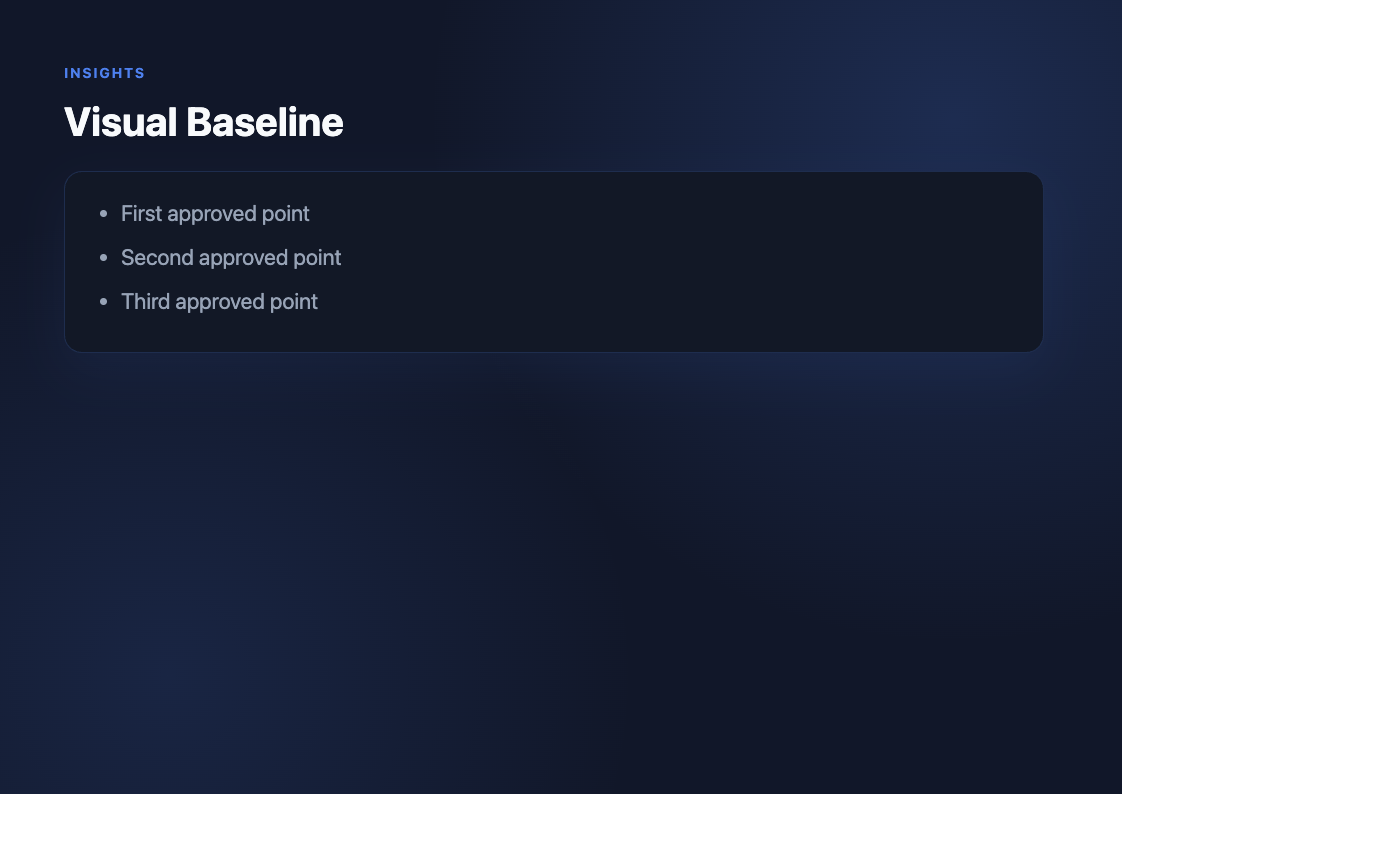 INSIGHTS
Visual Baseline
• First approved point
• Second approved point
• Third approved point